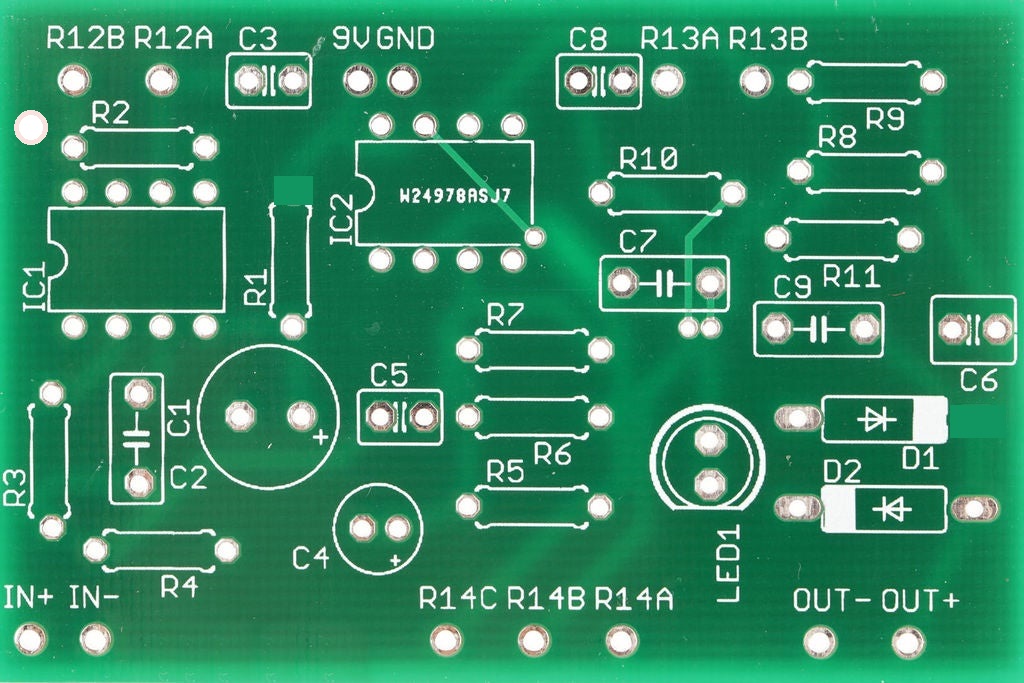 R12B R12A C3 9V GND C8 R13A R13B
R2
R9
R8
R10
W24978ASJ7
IC2
IC1
R1
C7
R11
C9
R7
C5
C6
C1
R3
C2
R6
R5
D1
D2
+
C4
+
LED1
R4
IN+ IN-
R14C R14B R14A
OUT- OUT+